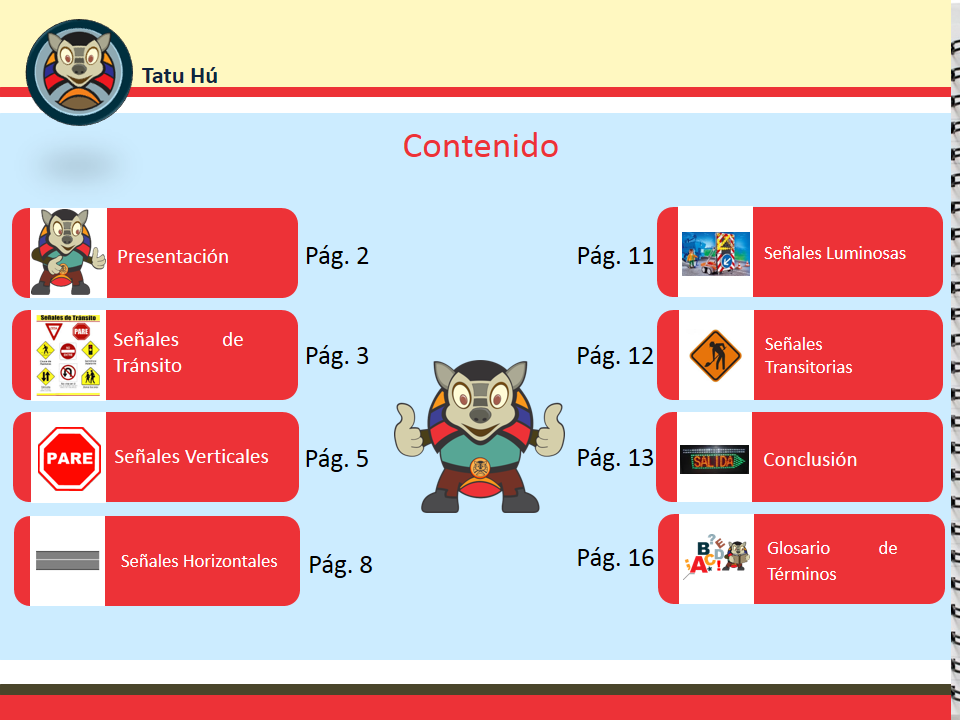 Tatu Hú
Contenido
Presentación
Pág. 2
Señales de Tránsito
PARE
Señales de
Tránsito
Pág. 3
PARE
Señales Verticales
Pág. 5
Señales Horizontales
Pág. 8
Pág. 11
Señales Luminosas
Pág. 12
Señales
Transitorias
Pág. 13
SALIDA
Conclusión
Pág. 16
Glosario de
Términos